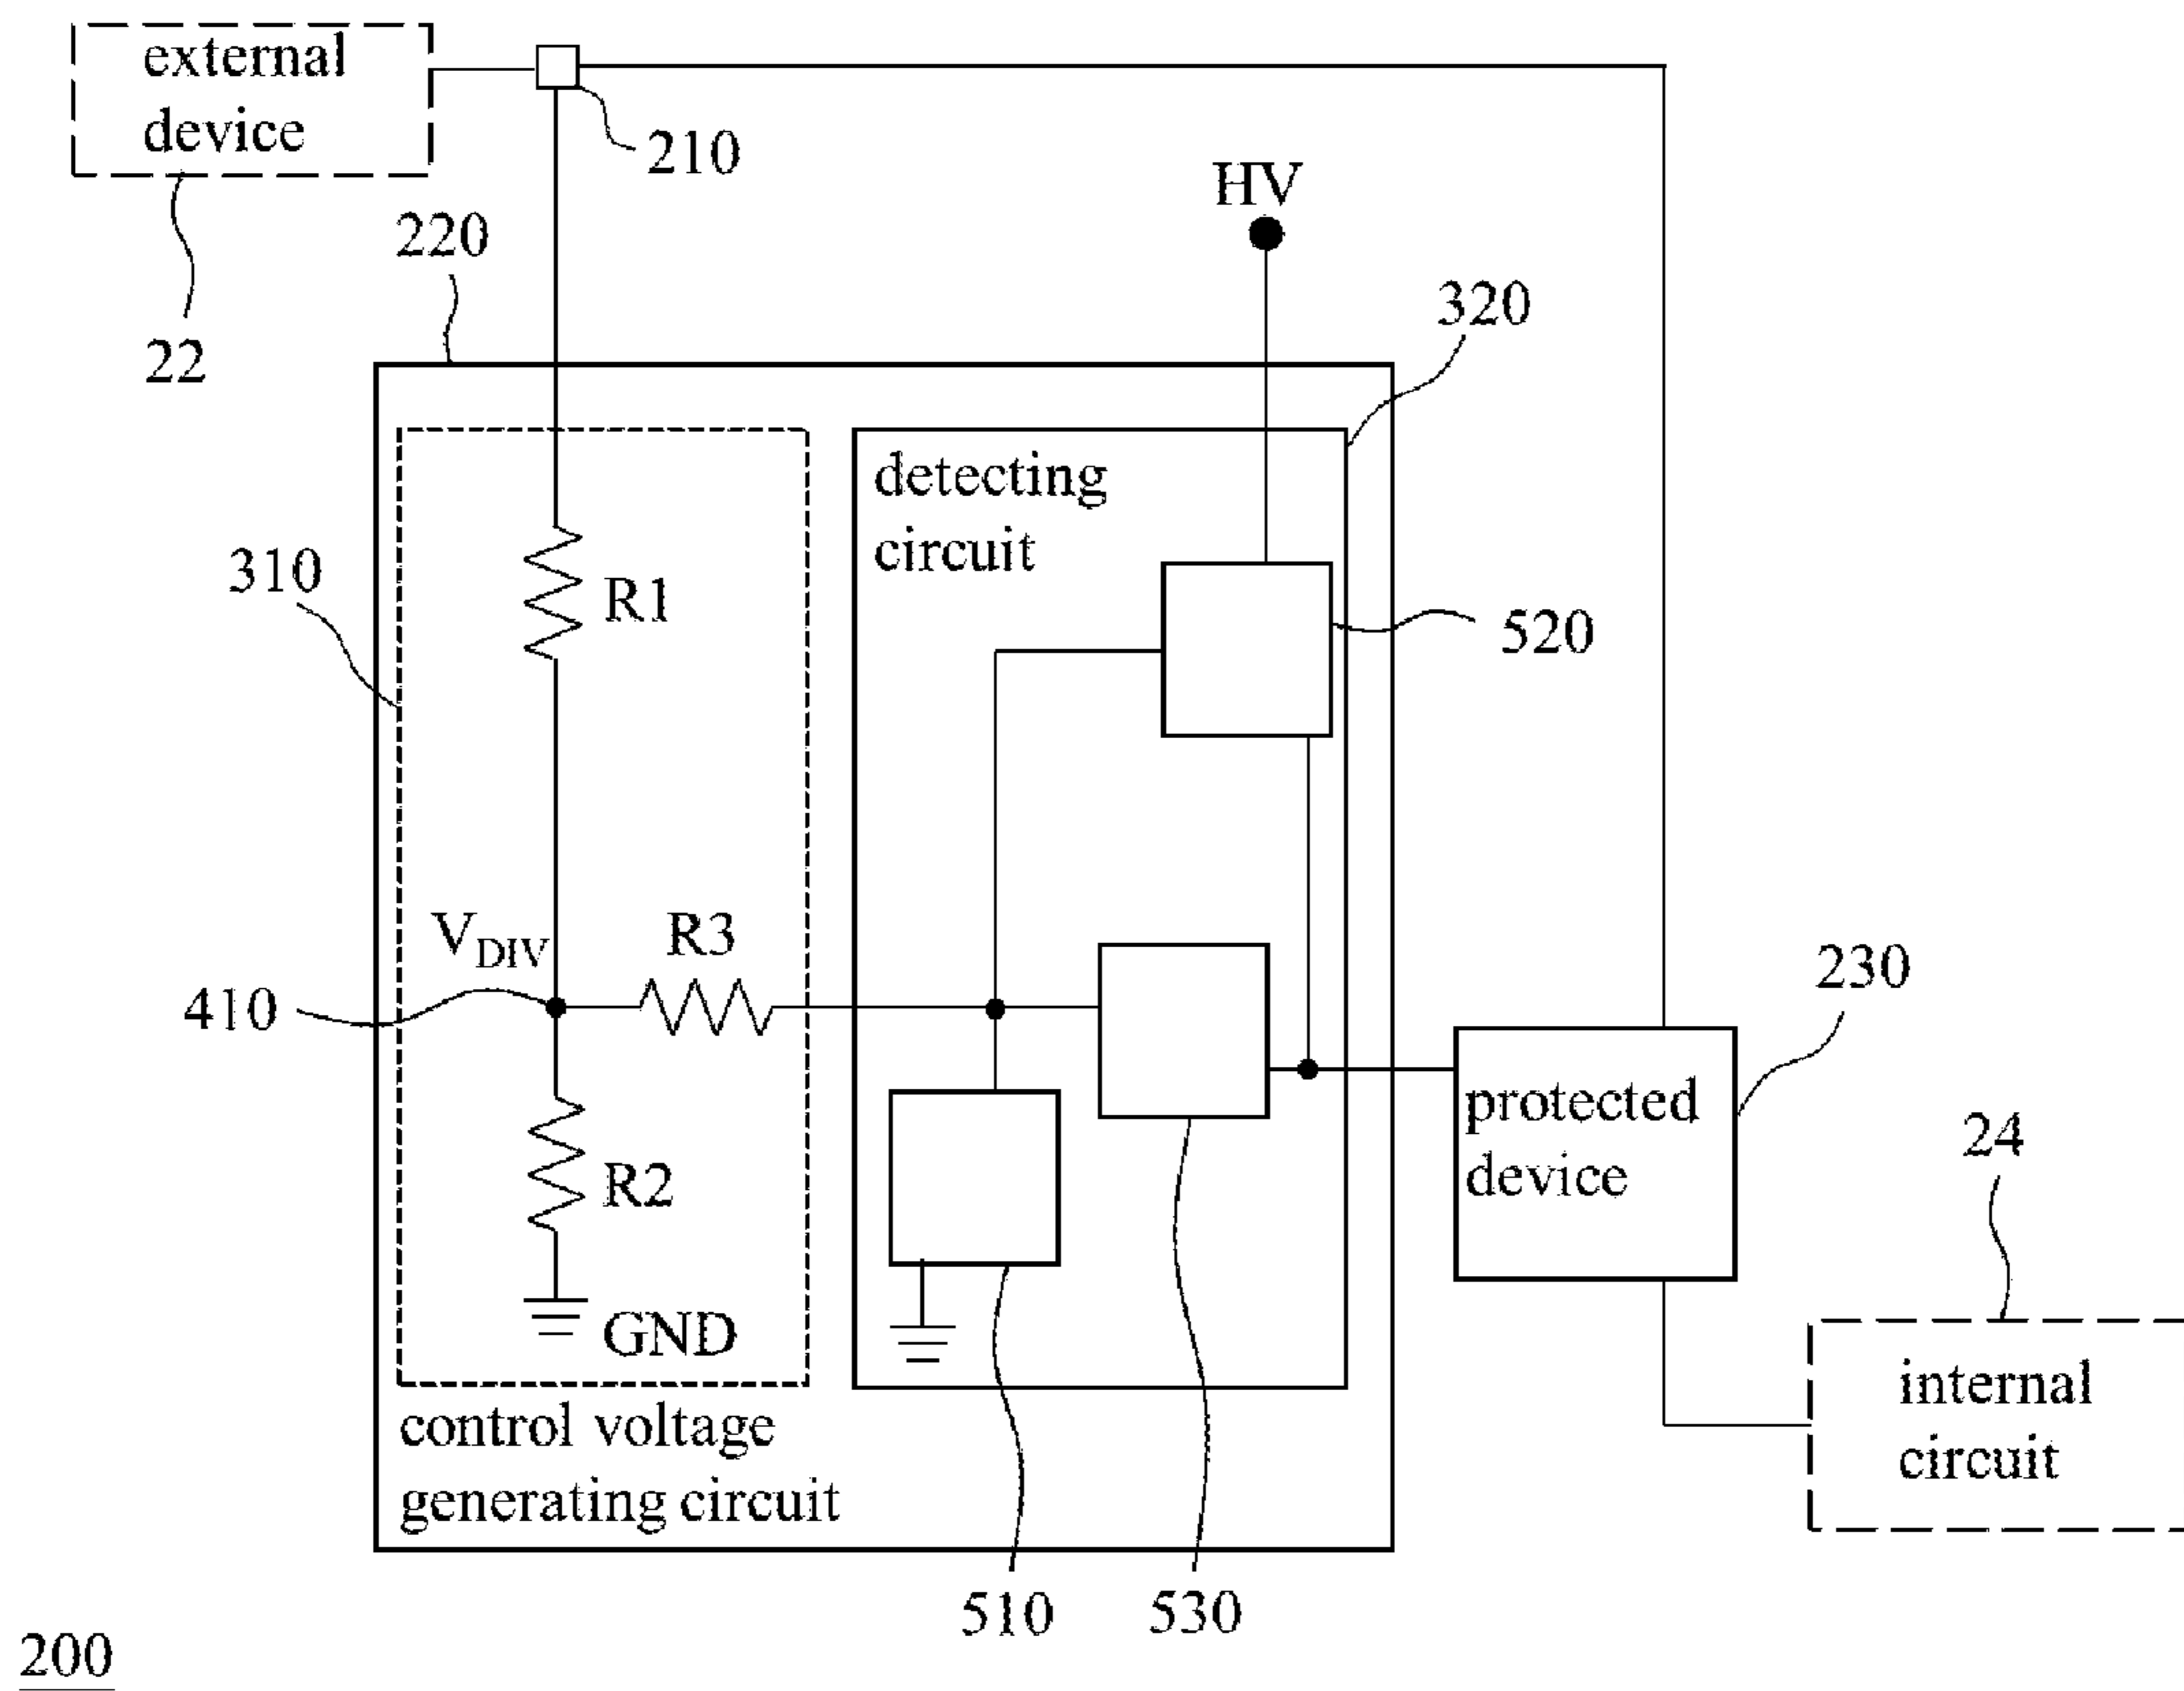 external
device
210
HV
220
320
22
detecting
circuit
310
R1
520
V_DIV
R3
410
230
protected
device
24
R2
GND
internal
circuit
control voltage
generating circuit
510
530
200